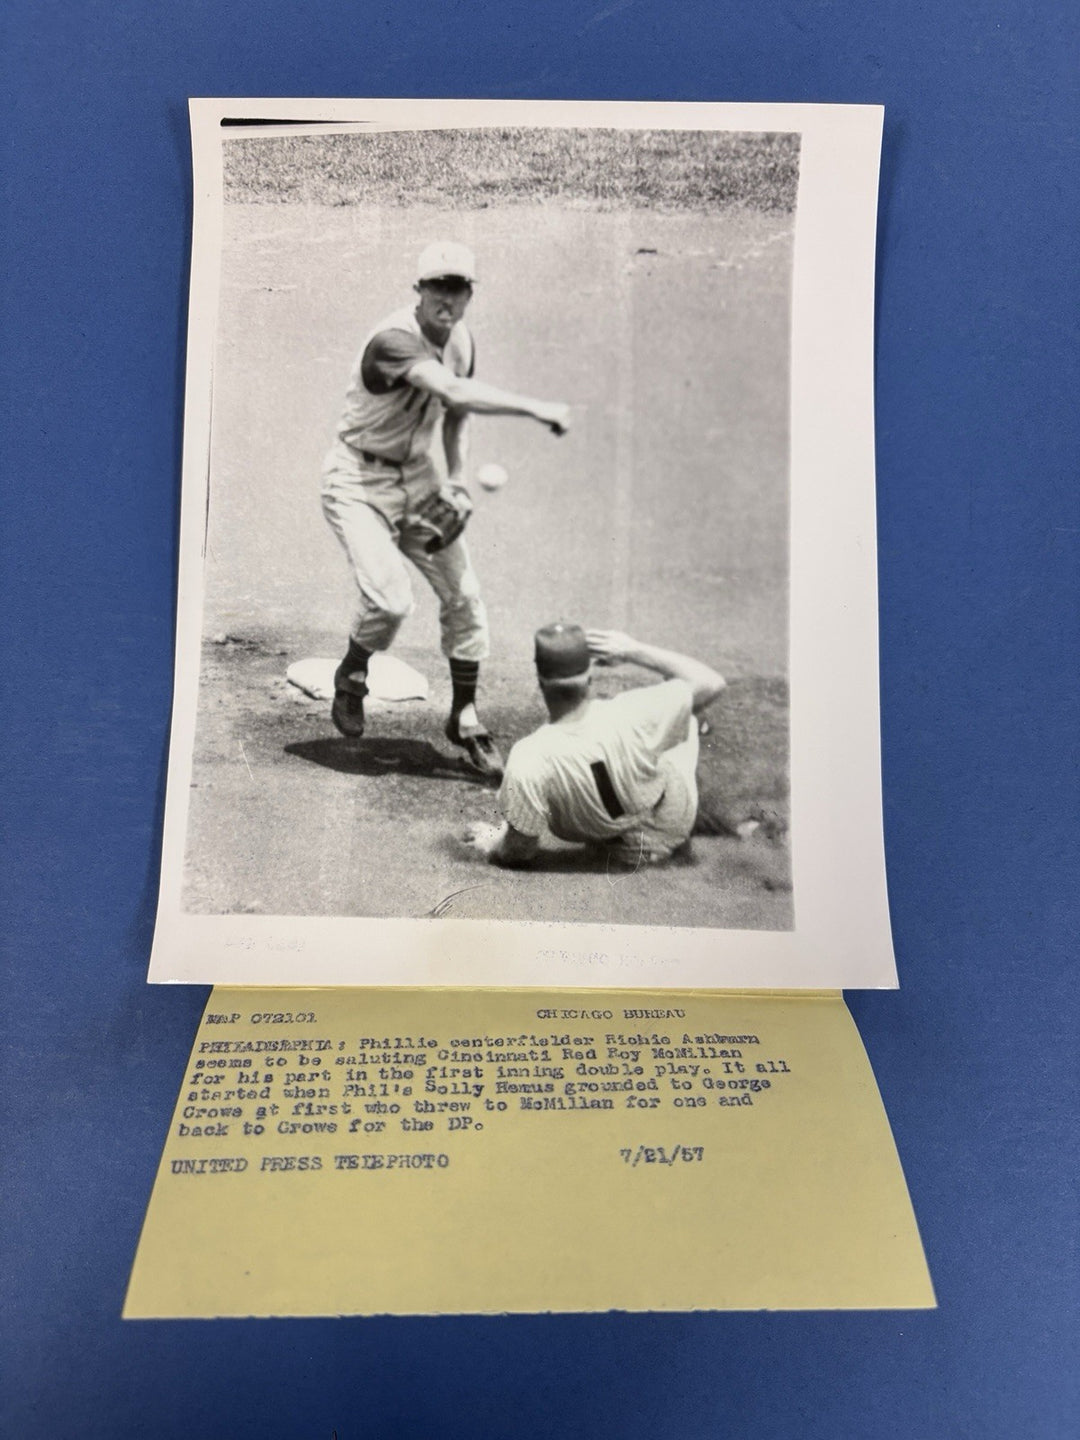 M&P 072101 CHICAGO BUREAU
PHILADELPHIA: Phillie centerfielder Richie Ashburn
seems to be saluting Cincinnati Red Roy McMillan
for his part in the first inning double play. It all
started when Phil's Solly Hemus grounded to George
Crowe at first who threw to McMillan for one and
back to Crowe for the DP.
UNITED PRESS TELEPHOTO 7/21/57